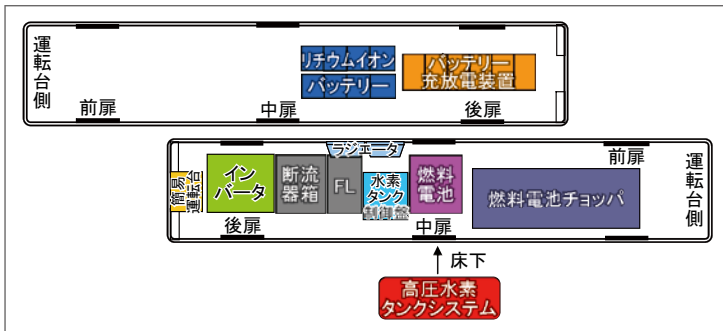 運転台側
前扉
中扉
リチウムイオン
バッテリー
バッテリー
充放電装置
後扉
簡易
運転台
イン
バータ
断流
器箱
FL
ラジエータ
水素
タンク
制御盤
燃料
電池
燃料電池チョッパ
前扉
運転台側
後扉
中扉
床下
高圧水素
タンクシステム